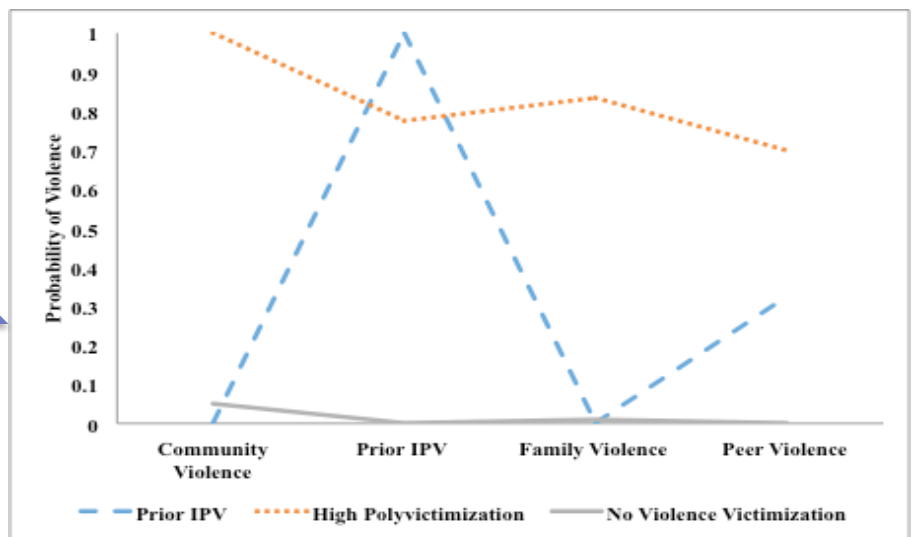 Probability of Violence
1
0.9
0.8
0.7
0.6
0.5
0.4
0.3
0.2
0.1
0
Community Violence
Prior IPV
Family Violence
Peer Violence
Prior IPV
High Polyvictimization
No Violence Victimization